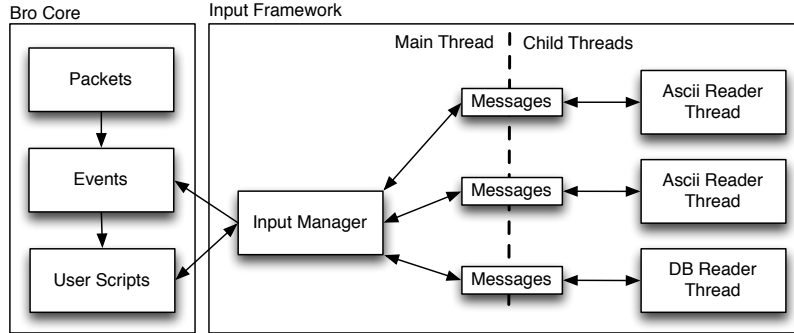 Bro Core
Input Framework
Main Thread
Child Threads
Packets
Events
User Scripts
Input Manager
Messages
Ascii Reader
Thread
Messages
Ascii Reader
Thread
Messages
DB Reader
Thread